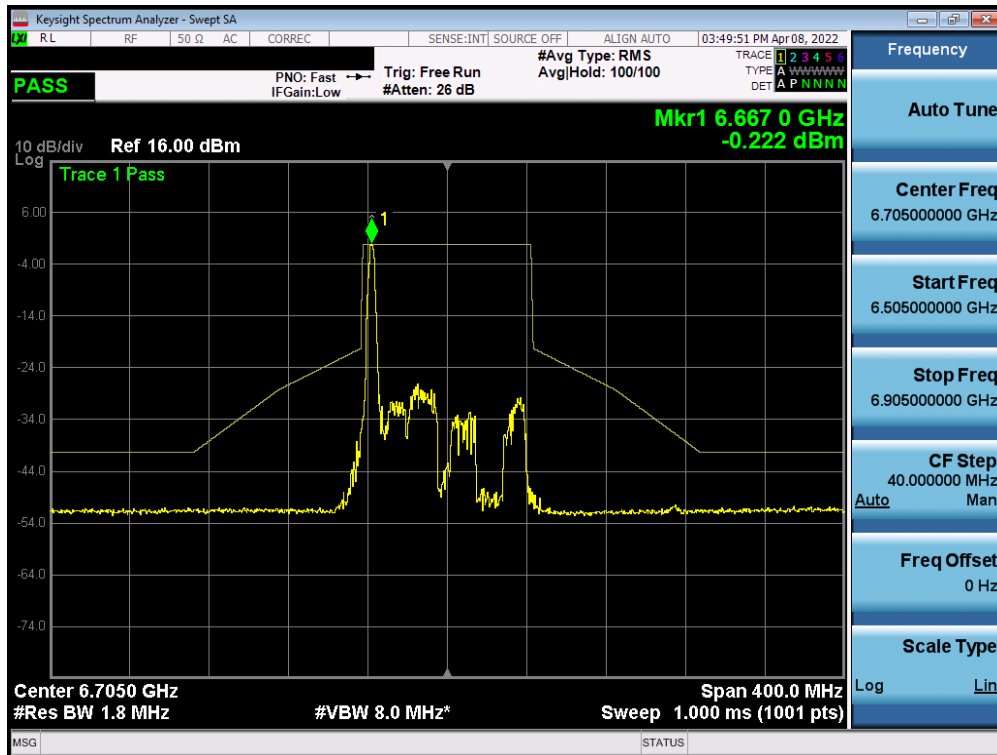 Keysight Spectrum Analyzer - Swept SA
LXI RL RF 50 Ω AC CORREC SENSE:INT SOURCE OFF ALIGN AUTO 03:49:51 PM Apr 08, 2022
PASS
PNO: Fast
IFGain:Low
Trig: Free Run
#Atten: 26 dB
#Avg Type: RMS
Avg|Hold: 100/100
TRACE 1 2 3 4 5 6
TYPE A WWWWW
DET A P N N N N
Mkr1 6.667 0 GHz
-0.222 dBm
10 dB/div Ref 16.00 dBm
Log
Trace 1 Pass
1
6.00
-4.00
-14.0
-24.0
-34.0
-44.0
-54.0
-64.0
-74.0
Center 6.7050 GHz Span 400.0 MHz
#Res BW 1.8 MHz #VBW 8.0 MHz* Sweep 1.000 ms (1001 pts)
MSG STATUS
Frequency
Auto Tune
Center Freq
6.705000000 GHz
Start Freq
6.505000000 GHz
Stop Freq
6.905000000 GHz
CF Step
40.000000 MHz
Auto Man
Freq Offset
0 Hz
Scale Type
Log Lin